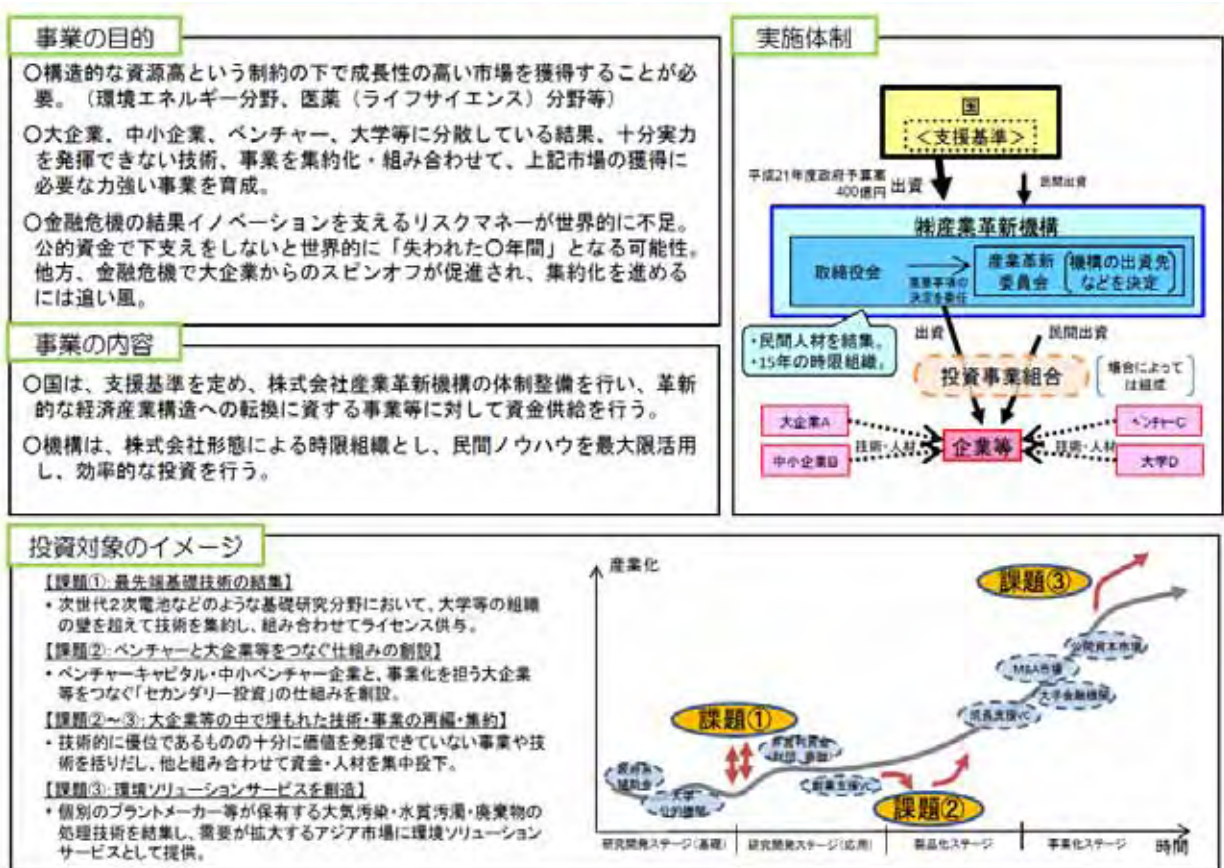 事業の目的
○構造的な資源高という制約の下で成長性の高い市場を獲得することが必
要。（環境エネルギー分野、医薬（ライフサイエンス）分野等）
○大企業、中小企業、ベンチャー、大学等に分散している結果、十分実力
を発揮できない技術、事業を集約化・組み合わせて、上記市場の獲得に
必要な力強い事業を育成。
○金融危機の結果イノベーションを支えるリスクマネーが世界的に不足。
公的資金で下支えをしないと世界的に「失われた○年間」となる可能性。
他方、金融危機で大企業からのスピンオフが促進され、集約化を進める
には追い風。
事業の内容
○国は、支援基準を定め、株式会社産業革新機構の体制整備を行い、革新
的な経済産業構造への転換に資する事業等に対して資金供給を行う。
○機構は、株式会社形態による時限組織とし、民間ノウハウを最大限活用
し、効率的な投資を行う。
実施体制
国
＜支援基準＞
平成21年度政府予算案
400億円
出資
民間出資
㈱産業革新機構
取締役会
重要事項の
決定を委任
産業革新
委員会
機構の出資先
などを決定
・民間人材を結集。
・15年の時限組織。
出資
民間出資
投資事業組合
場合によって
は組成
大企業A
中小企業B
技術・人材
企業等
技術・人材
ベンチャーC
大学D
投資対象のイメージ
【課題①：最先端基礎技術の結集】
・次世代２次電池などのような基礎研究分野において、大学等の組織
の壁を超えて技術を集約し、組み合わせてライセンス供与。
【課題②：ベンチャーと大企業等をつなぐ仕組みの創設】
・ベンチャーキャピタル・中小ベンチャー企業と、事業化を担う大企業
等をつなぐ「セカンダリー投資」の仕組みを創設。
【課題②～③：大企業等の中で埋もれた技術・事業の再編・集約】
・技術的に優位であるものの十分に価値を発揮できていない事業や技
術を括りだし、他と組み合わせて資金・人材を集中投下。
【課題③：環境ソリューションサービスを創造】
・個別のプラントメーカー等が保有する大気汚染・水質汚濁・廃棄物の
処理技術を結集し、需要が拡大するアジア市場に環境ソリューション
サービスとして提供。
産業化
課題①
課題②
課題③
政府系
補助金
大学
公的機関
創業支援VC
成長支援VC
M&A市場
大手金融機関
公開資本市場
研究開発ステージ（基礎）
研究開発ステージ（応用）
製品化ステージ
事業化ステージ
時間